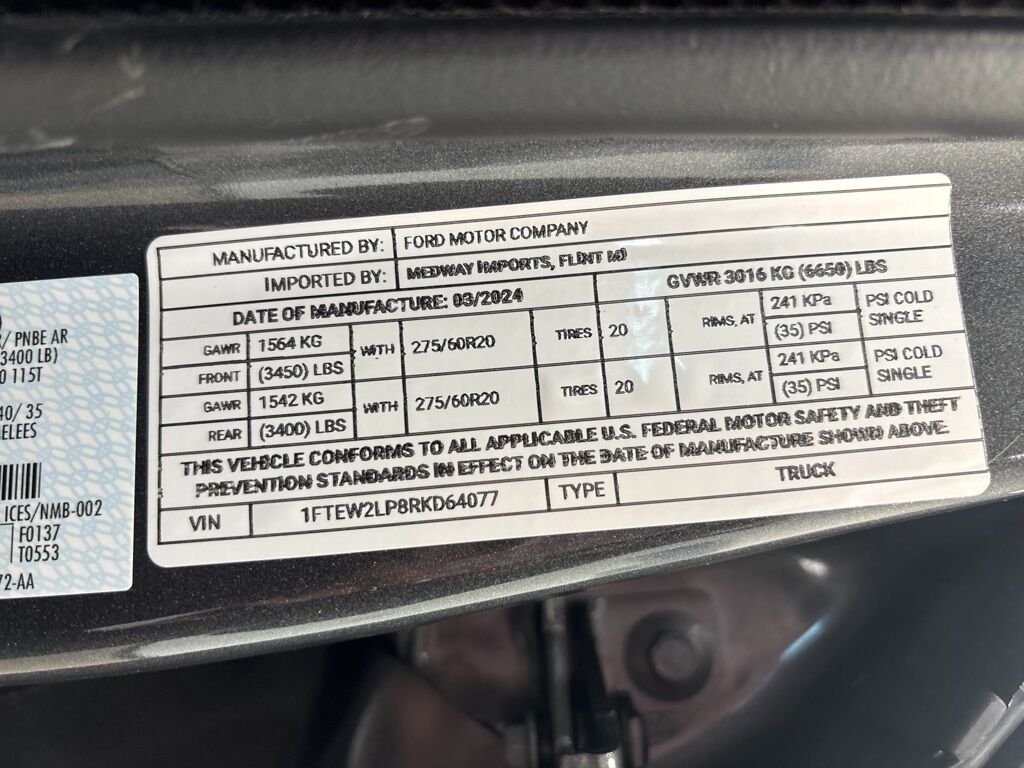 MANUFACTURED BY: FORD MOTOR COMPANY
IMPORTED BY: MEDWAY IMPORTS, FLINT MI
DATE OF MANUFACTURE: 03/2024 GVWR 3016 KG (6650) LBS
GAWR 1564 KG WITH 275/60R20 TIRES 20 RIMS, AT 241 KPa PSI COLD
FRONT (3450) LBS (35) PSI SINGLE
GAWR 1542 KG WITH 275/60R20 TIRES 20 RIMS, AT 241 KPa PSI COLD
REAR (3400) LBS (35) PSI SINGLE
THIS VEHICLE CONFORMS TO ALL APPLICABLE U.S. FEDERAL MOTOR SAFETY AND THEFT
PREVENTION STANDARDS IN EFFECT ON THE DATE OF MANUFACTURE SHOWN ABOVE.
VIN 1FTEW2LP8RKD64077 TYPE TRUCK
/ PNBE AR
3400 LB)
0 115T
40/ 35
ELEES
ICES/NMB-002
F0137
T0553
72-AA